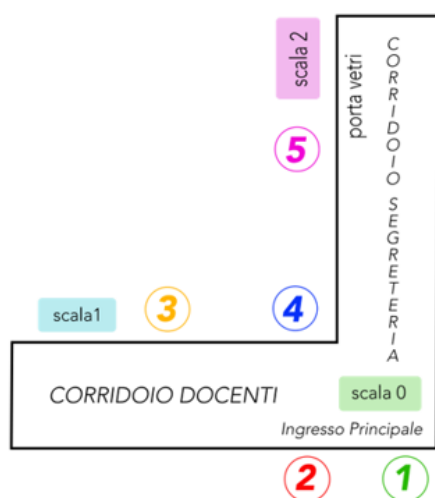 scala 2
porta vetri
CORRIDOIO SEGRETERIA
5
3
4
scala1
CORRIDOIO DOCENTI
scala 0
Ingresso Principale
2
1